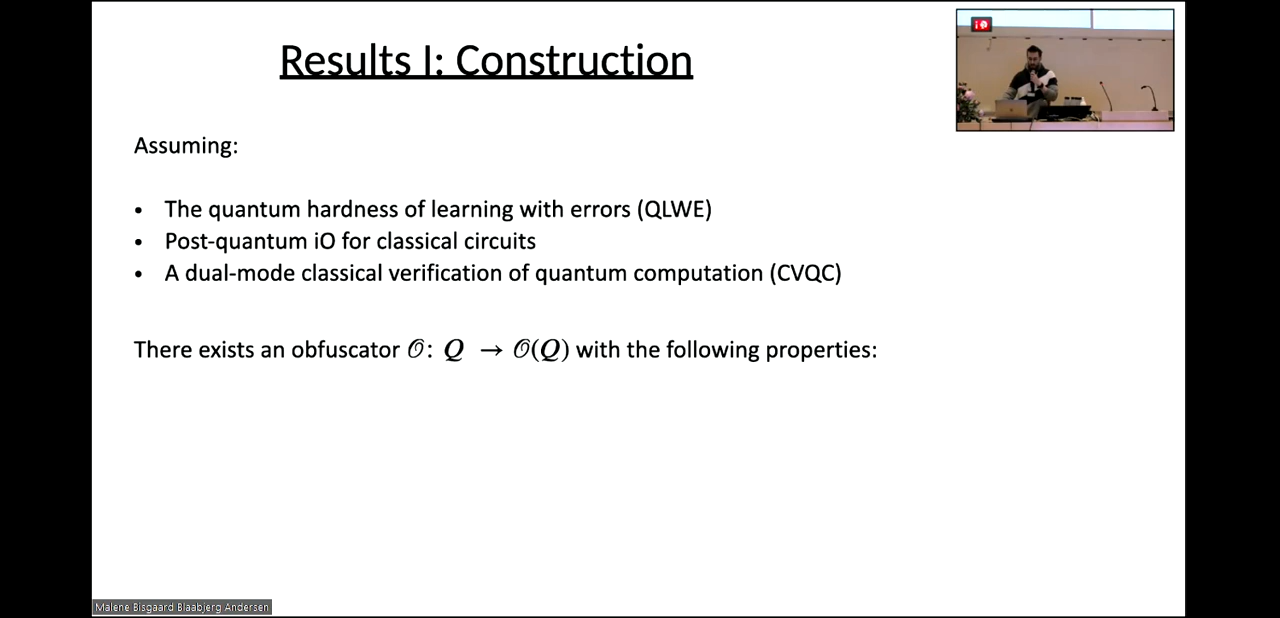 Results I: Construction
Assuming:
• The quantum hardness of learning with errors (QLWE)
• Post-quantum iO for classical circuits
• A dual-mode classical verification of quantum computation (CVQC)
There exists an obfuscator 𝒪: Q → 𝒪(Q) with the following properties:
Malene Bisgaard Blaabjerg Andersen